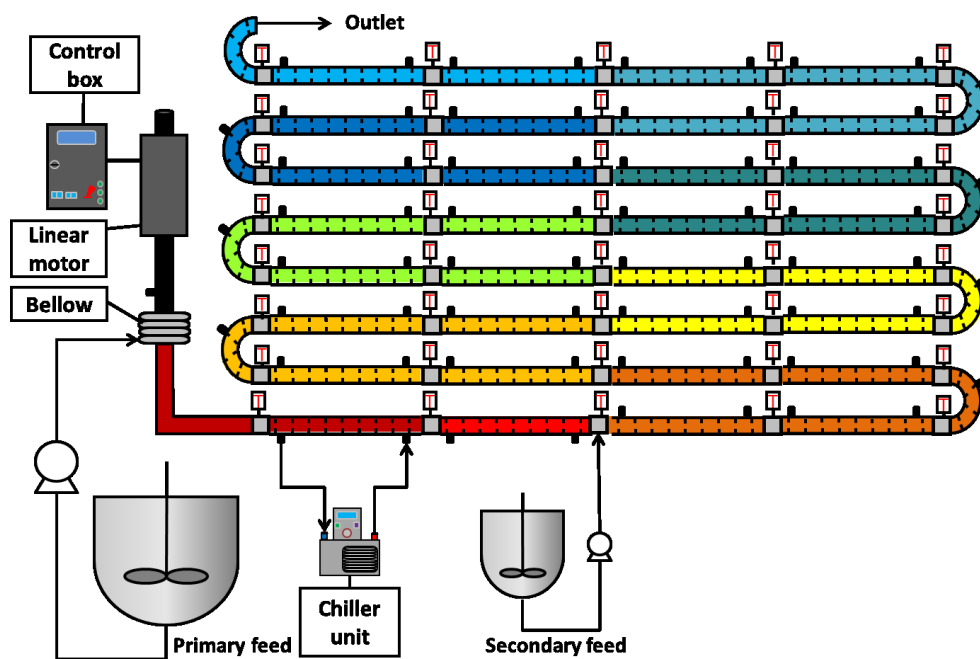 Outlet
Control
box
T T T T T
T T T T T
T T T T T
T T T T T
Linear
motor
T T T T T
Bellow
T T T T T
T T T T T
T T T T T
Chiller
unit
Primary feed
Secondary feed